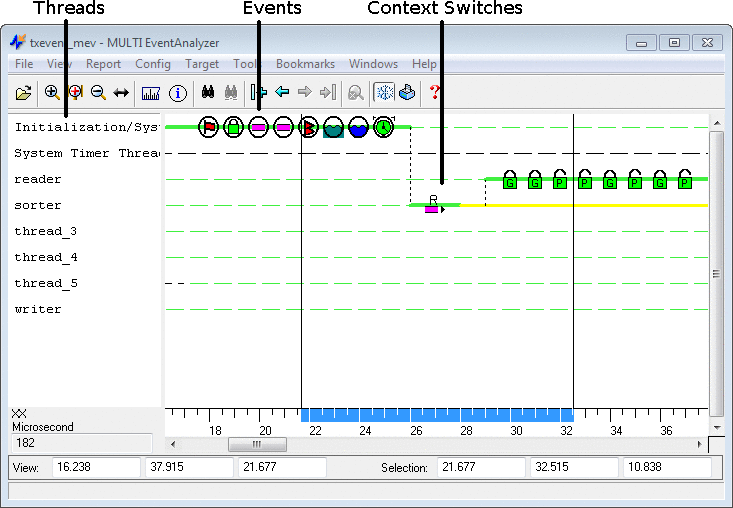 Threads Events Context Switches
txevent_mev - MULTI EventAnalyzer
File View Report Config Target Tools Bookmarks Windows Help
Initialization/Sys
System Timer Threa
reader
G G P P G P G P
sorter
R
thread_3
thread_4
thread_5
writer
XX
Microsecond
182
18 20 22 24 26 28 30 32 34 36
View: 16.238 37.915 21.677 Selection: 21.677 32.515 10.838